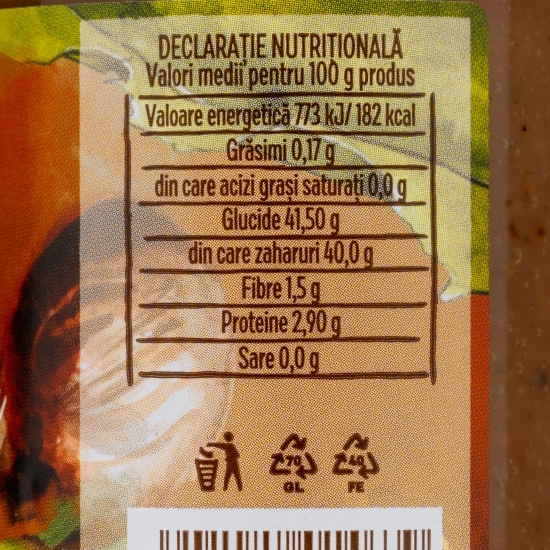 DECLARAȚIE NUTRIȚIONALĂ
Valori medii pentru 100 g produs
Valoare energetică 773 kJ/ 182 kcal
Grăsimi 0,17 g
din care acizi grași saturați 0,0 g
Glucide 41,50 g
din care zaharuri 40,0 g
Fibre 1,5 g
Proteine 2,90 g
Sare 0,0 g
70 40
GL FE